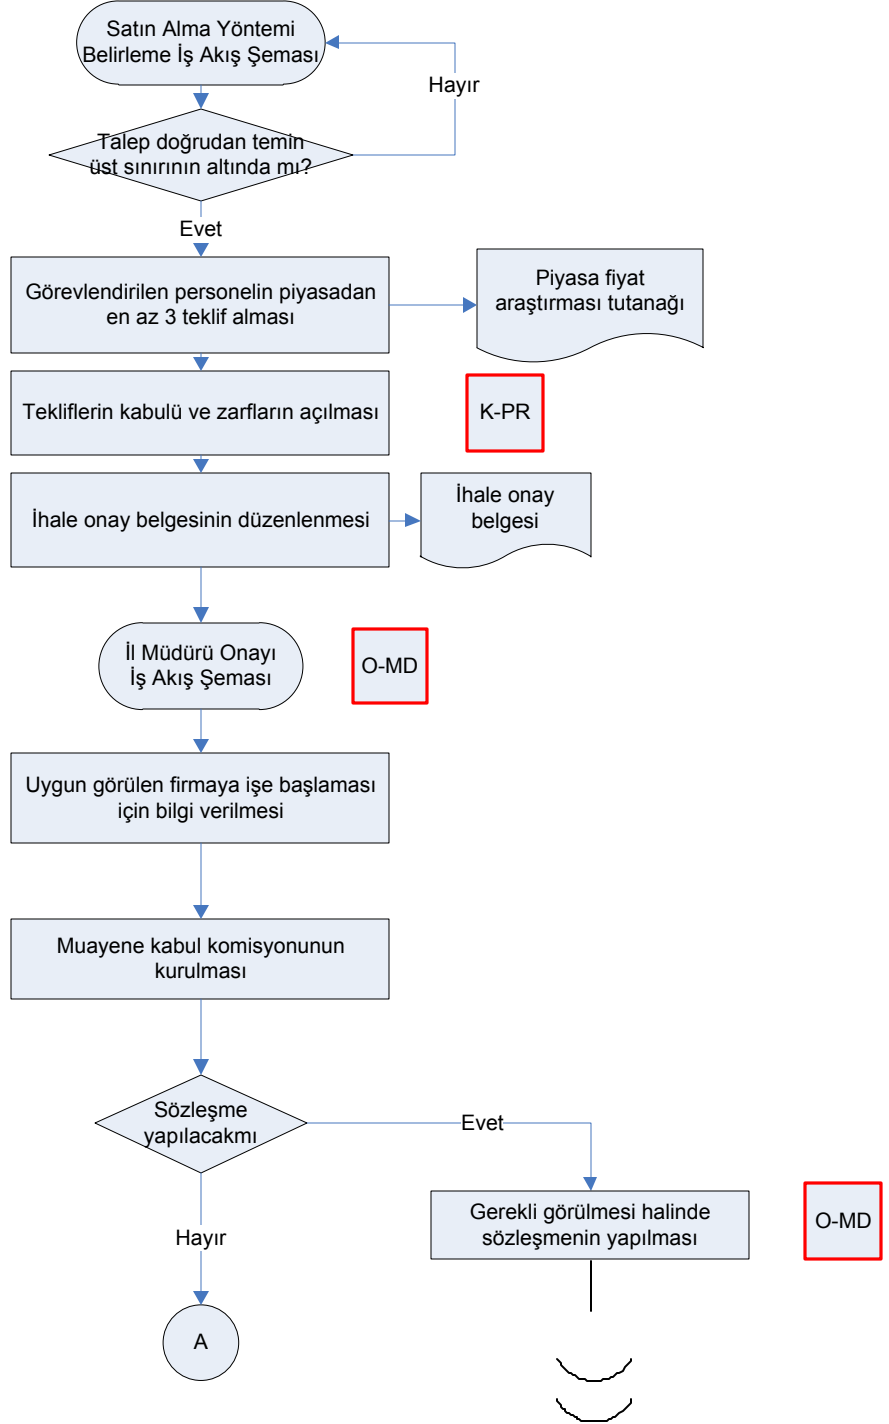 Satın Alma Yöntemi
Belirleme İş Akış Şeması
Hayır
Talep doğrudan temin
üst sınırının altında mı?
Evet
Görevlendirilen personelin piyasadan
en az 3 teklif alması
Piyasa fiyat
araştırması tutanağı
Tekliflerin kabulü ve zarfların açılması
K-PR
İhale onay belgesinin düzenlenmesi
İhale onay
belgesi
İl Müdürü Onayı
İş Akış Şeması
O-MD
Uygun görülen firmaya işe başlaması
için bilgi verilmesi
Muayene kabul komisyonunun
kurulması
Sözleşme
yapılacakmı
Evet
Gerekli görülmesi halinde
sözleşmenin yapılması
O-MD
Hayır
A